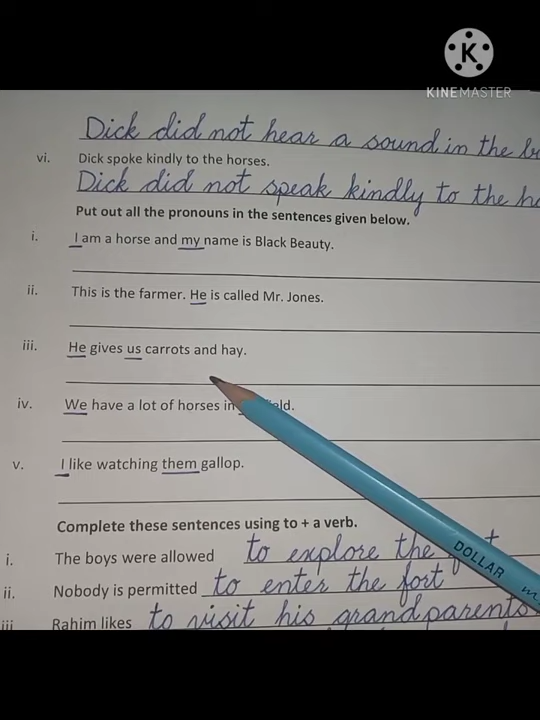 K
KINEMASTER
Dick did not hear a sound in the
vi. Dick spoke kindly to the horses.
Dick did not speak kindly to the
Put out all the pronouns in the sentences given below.
i. I am a horse and my name is Black Beauty.
ii. This is the farmer. He is called Mr. Jones.
iii. He gives us carrots and hay.
iv. We have a lot of horses in
v. I like watching them gallop.
Complete these sentences using to + a verb.
i. The boys were allowed to explore the
ii. Nobody is permitted to enter the fort
iii Rahim likes to visit his grandparents.
DOLLAR